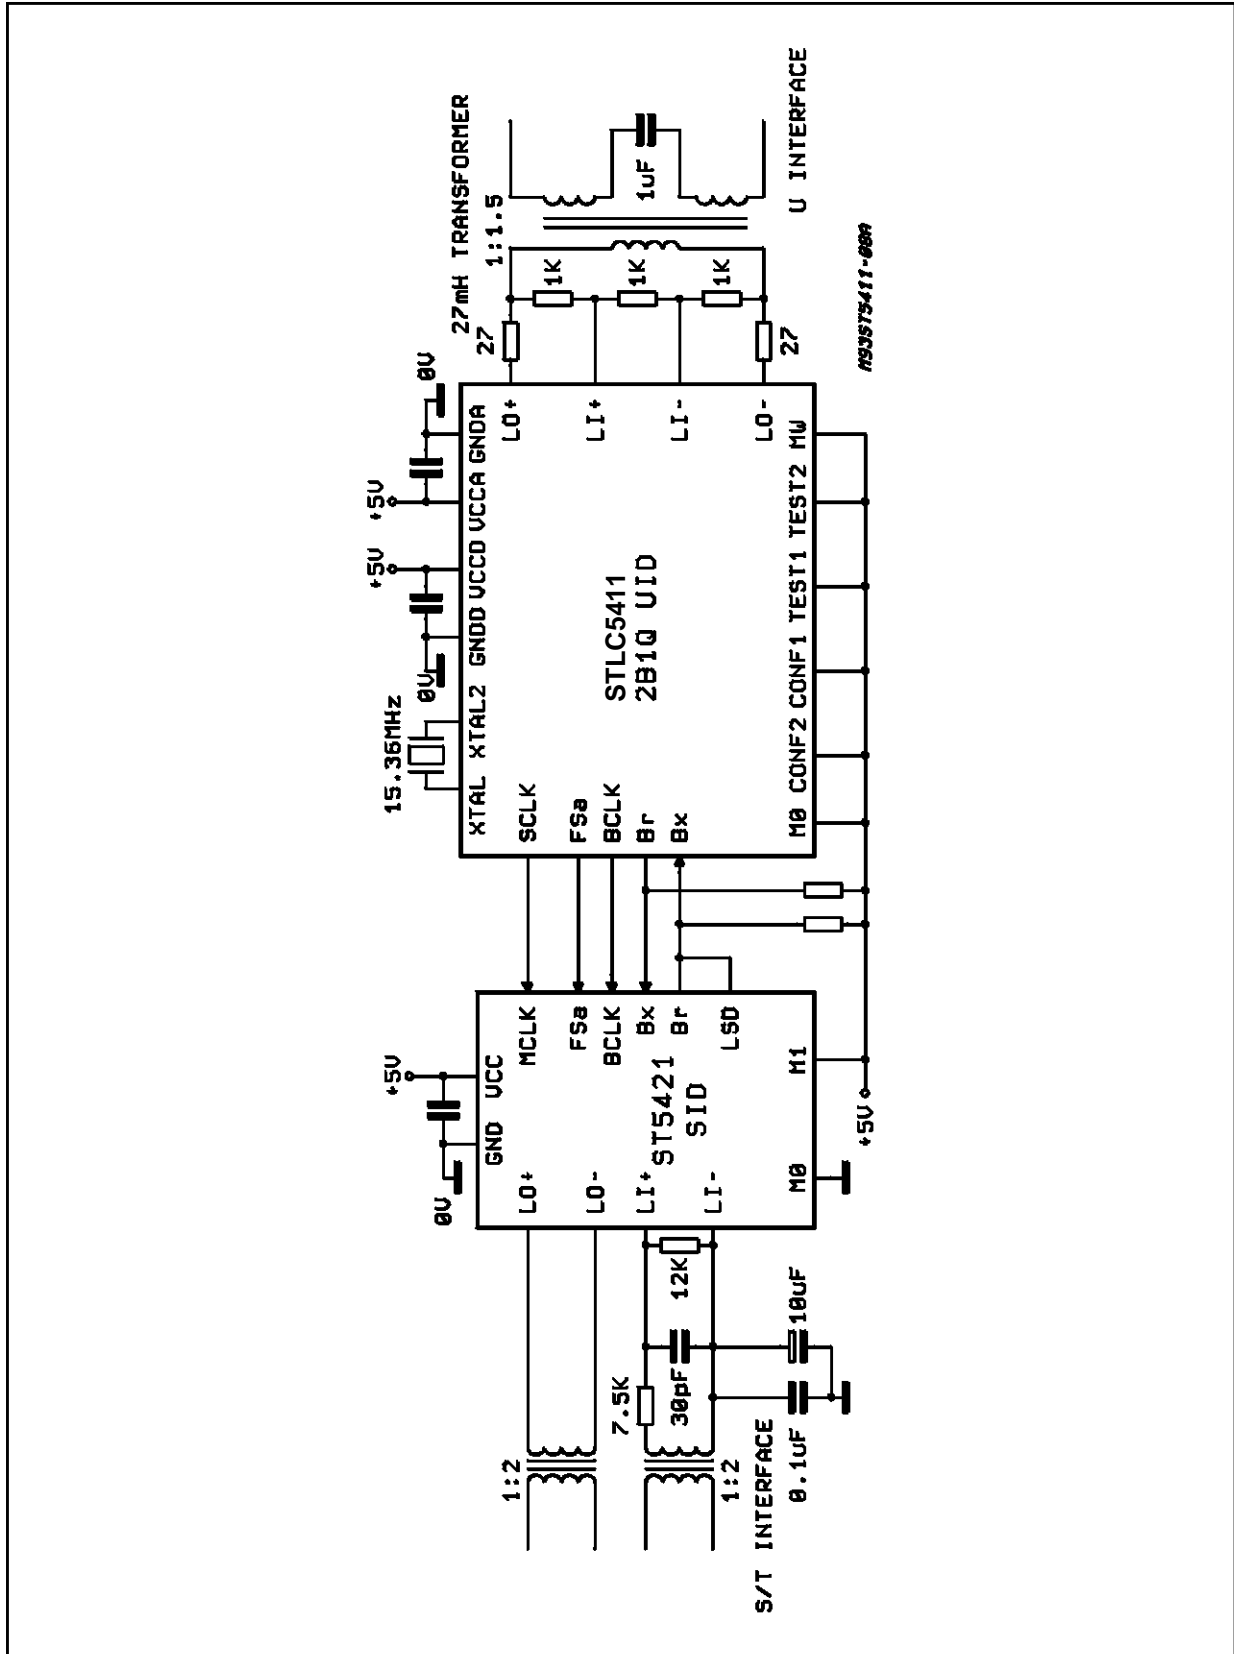 S/T INTERFACE
1:2
1:2
7.5K
30pF
12K
0.1uF
10uF
0V
+5V
GND VCC
LO+
LO-
LI+
LI-
MCLK
FSa
BCLK
Bx
Br
LSD
ST5421
SID
M0
M1
+5V
15.36MHz
0V
+5V
+5V
0V
XTAL XTAL2 GNDD VCCD VCCA GNDA
SCLK
FSa
BCLK
Br
Bx
STLC5411
2B1Q UID
LO+
LI+
LI-
LO-
M0 CONF2 CONF1 TEST1 TEST2 MW
27mH TRANSFORMER
1:1.5
27
1K
1K
1K
27
1uF
U INTERFACE
M93ST5411-08A